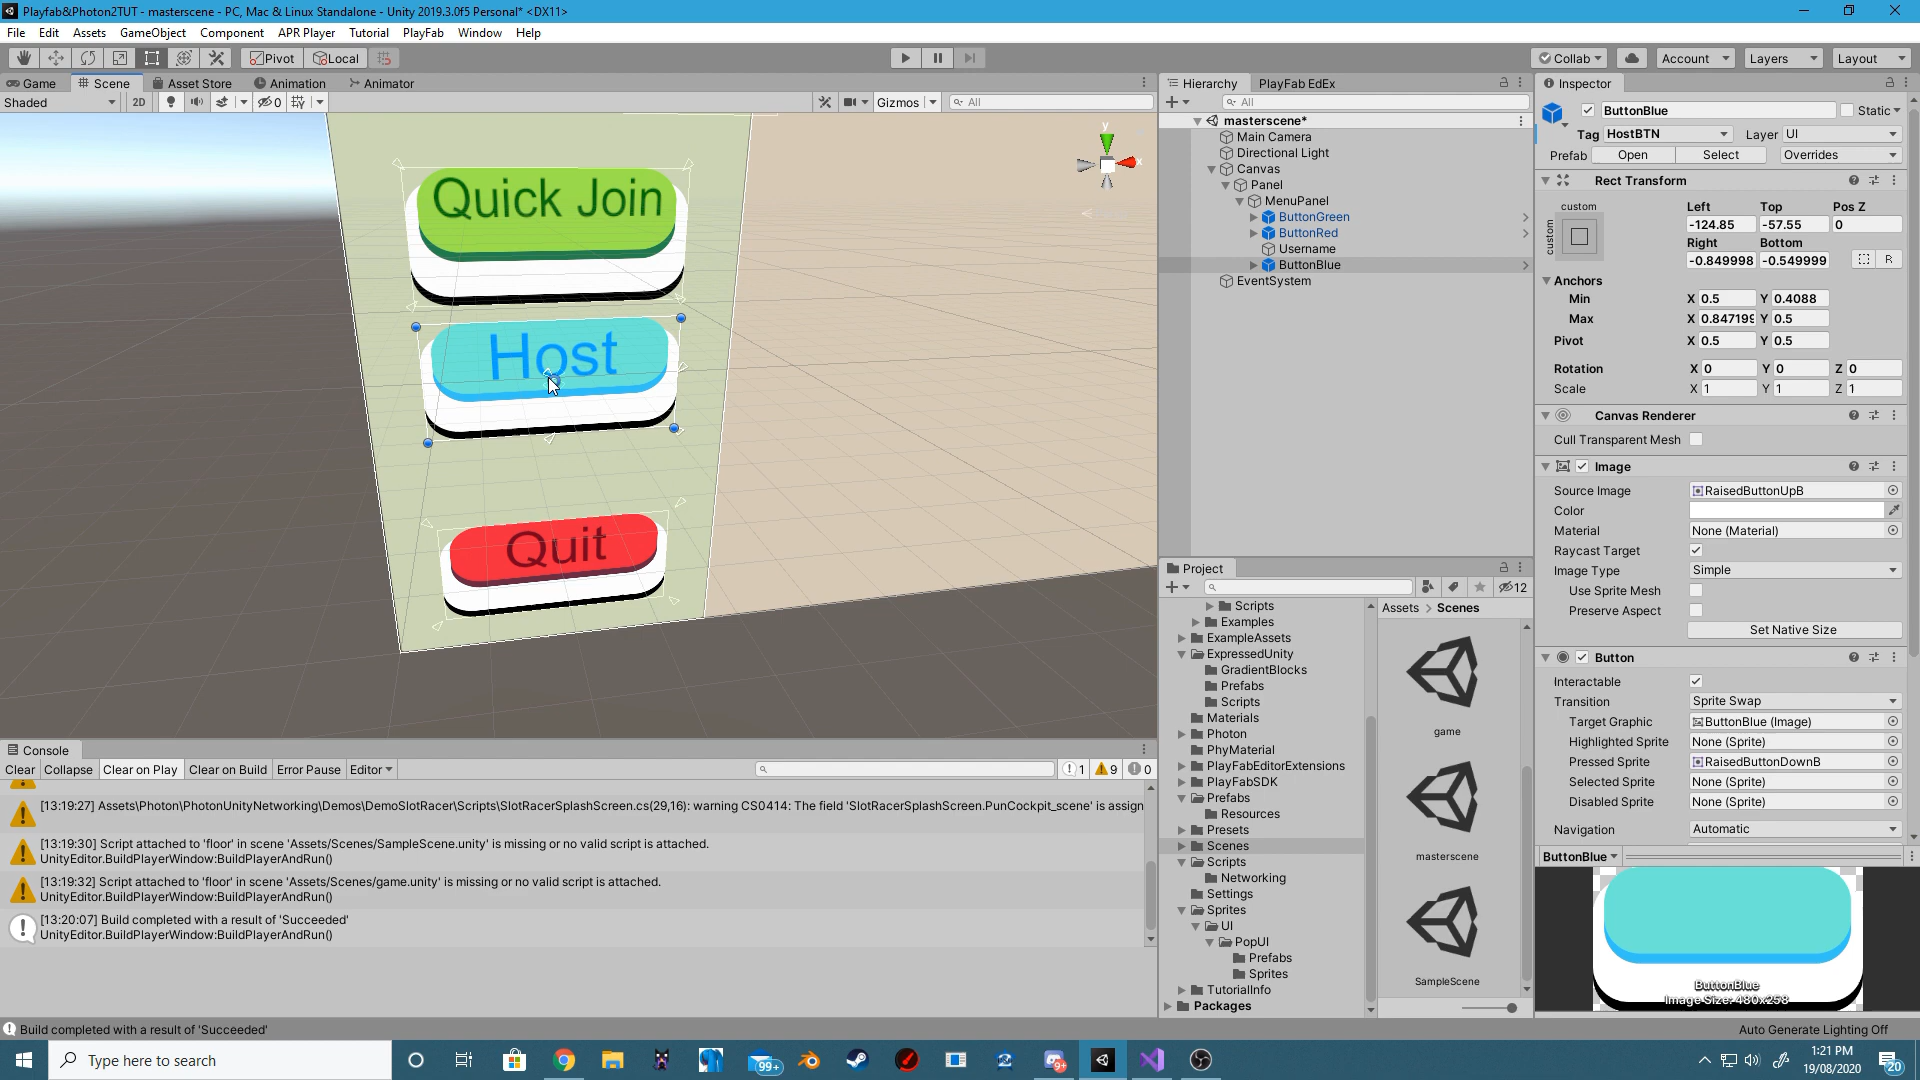 Playfab&Photon2TUT - masterscene - PC, Mac & Linux Standalone - Unity 2019.3.0f5 Personal* <DX11>
File Edit Assets GameObject Component APR Player Tutorial PlayFab Window Help
Pivot Local Collab Account Layers Layout
Game Scene Asset Store Animation Animator
Shaded 2D 0 Gizmos All
y
x
Quick Join
Host
Quit
Hierarchy PlayFab EdEx
All
masterscene*
Main Camera
Directional Light
Canvas
Panel
MenuPanel
ButtonGreen
ButtonRed
Username
ButtonBlue
EventSystem
Inspector
ButtonBlue Static
Tag HostBTN Layer UI
Prefab Open Select Overrides
Rect Transform
custom Left Top Pos Z
custom -124.85 -57.55 0
Right Bottom
-0.849998 -0.549999 R
Anchors
Min X 0.5 Y 0.4088
Max X 0.847199 Y 0.5
Pivot X 0.5 Y 0.5
Rotation X 0 Y 0 Z 0
Scale X 1 Y 1 Z 1
Canvas Renderer
Cull Transparent Mesh
Image
Source Image RaisedButtonUpB
Color
Material None (Material)
Raycast Target
Image Type Simple
Use Sprite Mesh
Preserve Aspect
Set Native Size
Button
Interactable
Transition Sprite Swap
Target Graphic ButtonBlue (Image)
Highlighted Sprite None (Sprite)
Pressed Sprite RaisedButtonDownB
Selected Sprite None (Sprite)
Disabled Sprite None (Sprite)
Navigation Automatic
ButtonBlue
ButtonBlue
Image Size: 480x258
Project
12
Scripts
Examples
ExampleAssets
ExpressedUnity
GradientBlocks
Prefabs
Scripts
Materials
Photon
PhyMaterial
PlayFabEditorExtensions
PlayFabSDK
Prefabs
Resources
Presets
Scenes
Scripts
Networking
Settings
Sprites
UI
PopUI
Prefabs
Sprites
TutorialInfo
Packages
Assets > Scenes
game
masterscene
SampleScene
Console
Clear Collapse Clear on Play Clear on Build Error Pause Editor 1 9 0
[13:19:27] Assets\Photon\PhotonUnityNetworking\Demos\DemoSlotRacer\Scripts\SlotRacerSplashScreen.cs(29,16): warning CS0414: The field 'SlotRacerSplashScreen.PunCockpit_scene' is assign
[13:19:30] Script attached to 'floor' in scene 'Assets/Scenes/SampleScene.unity' is missing or no valid script is attached.
UnityEditor.BuildPlayerWindow:BuildPlayerAndRun()
[13:19:32] Script attached to 'floor' in scene 'Assets/Scenes/game.unity' is missing or no valid script is attached.
UnityEditor.BuildPlayerWindow:BuildPlayerAndRun()
[13:20:07] Build completed with a result of 'Succeeded'
UnityEditor.BuildPlayerWindow:BuildPlayerAndRun()
Build completed with a result of 'Succeeded' Auto Generate Lighting Off
Type here to search
99+
9+
1:21 PM
19/08/2020
20